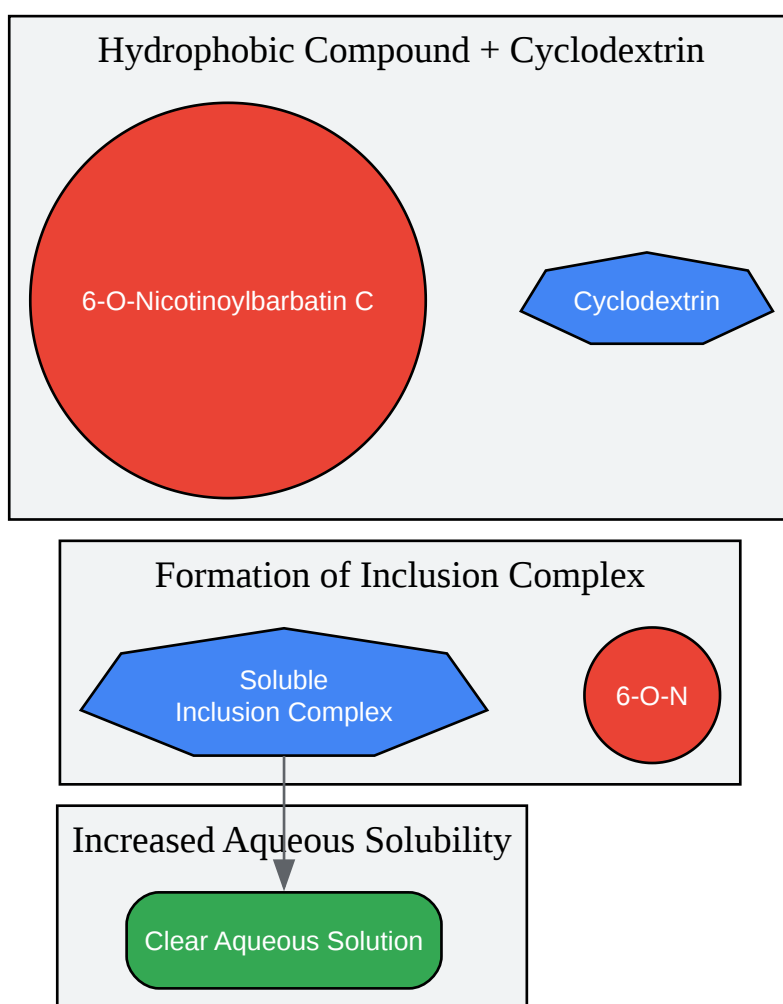 Hydrophobic Compound + Cyclodextrin
6-O-Nicotinoylbarbatin C
Cyclodextrin
Formation of Inclusion Complex
Soluble
Inclusion Complex
6-O-N
Increased Aqueous Solubility
Clear Aqueous Solution